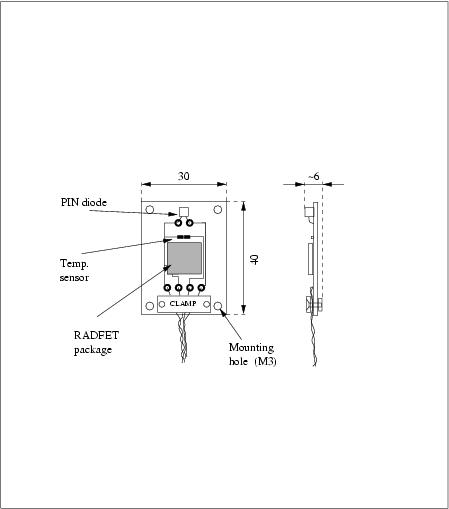 30
~6
PIN diode
40
Temp.
sensor
CLAMP
RADFET
package
Mounting
hole (M3)